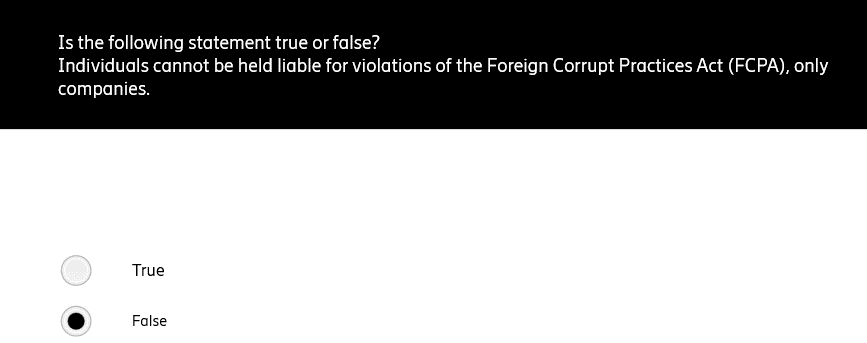 Is the following statement true or false?
Individuals cannot be held liable for violations of the Foreign Corrupt Practices Act (FCPA), only
companies.
True
False